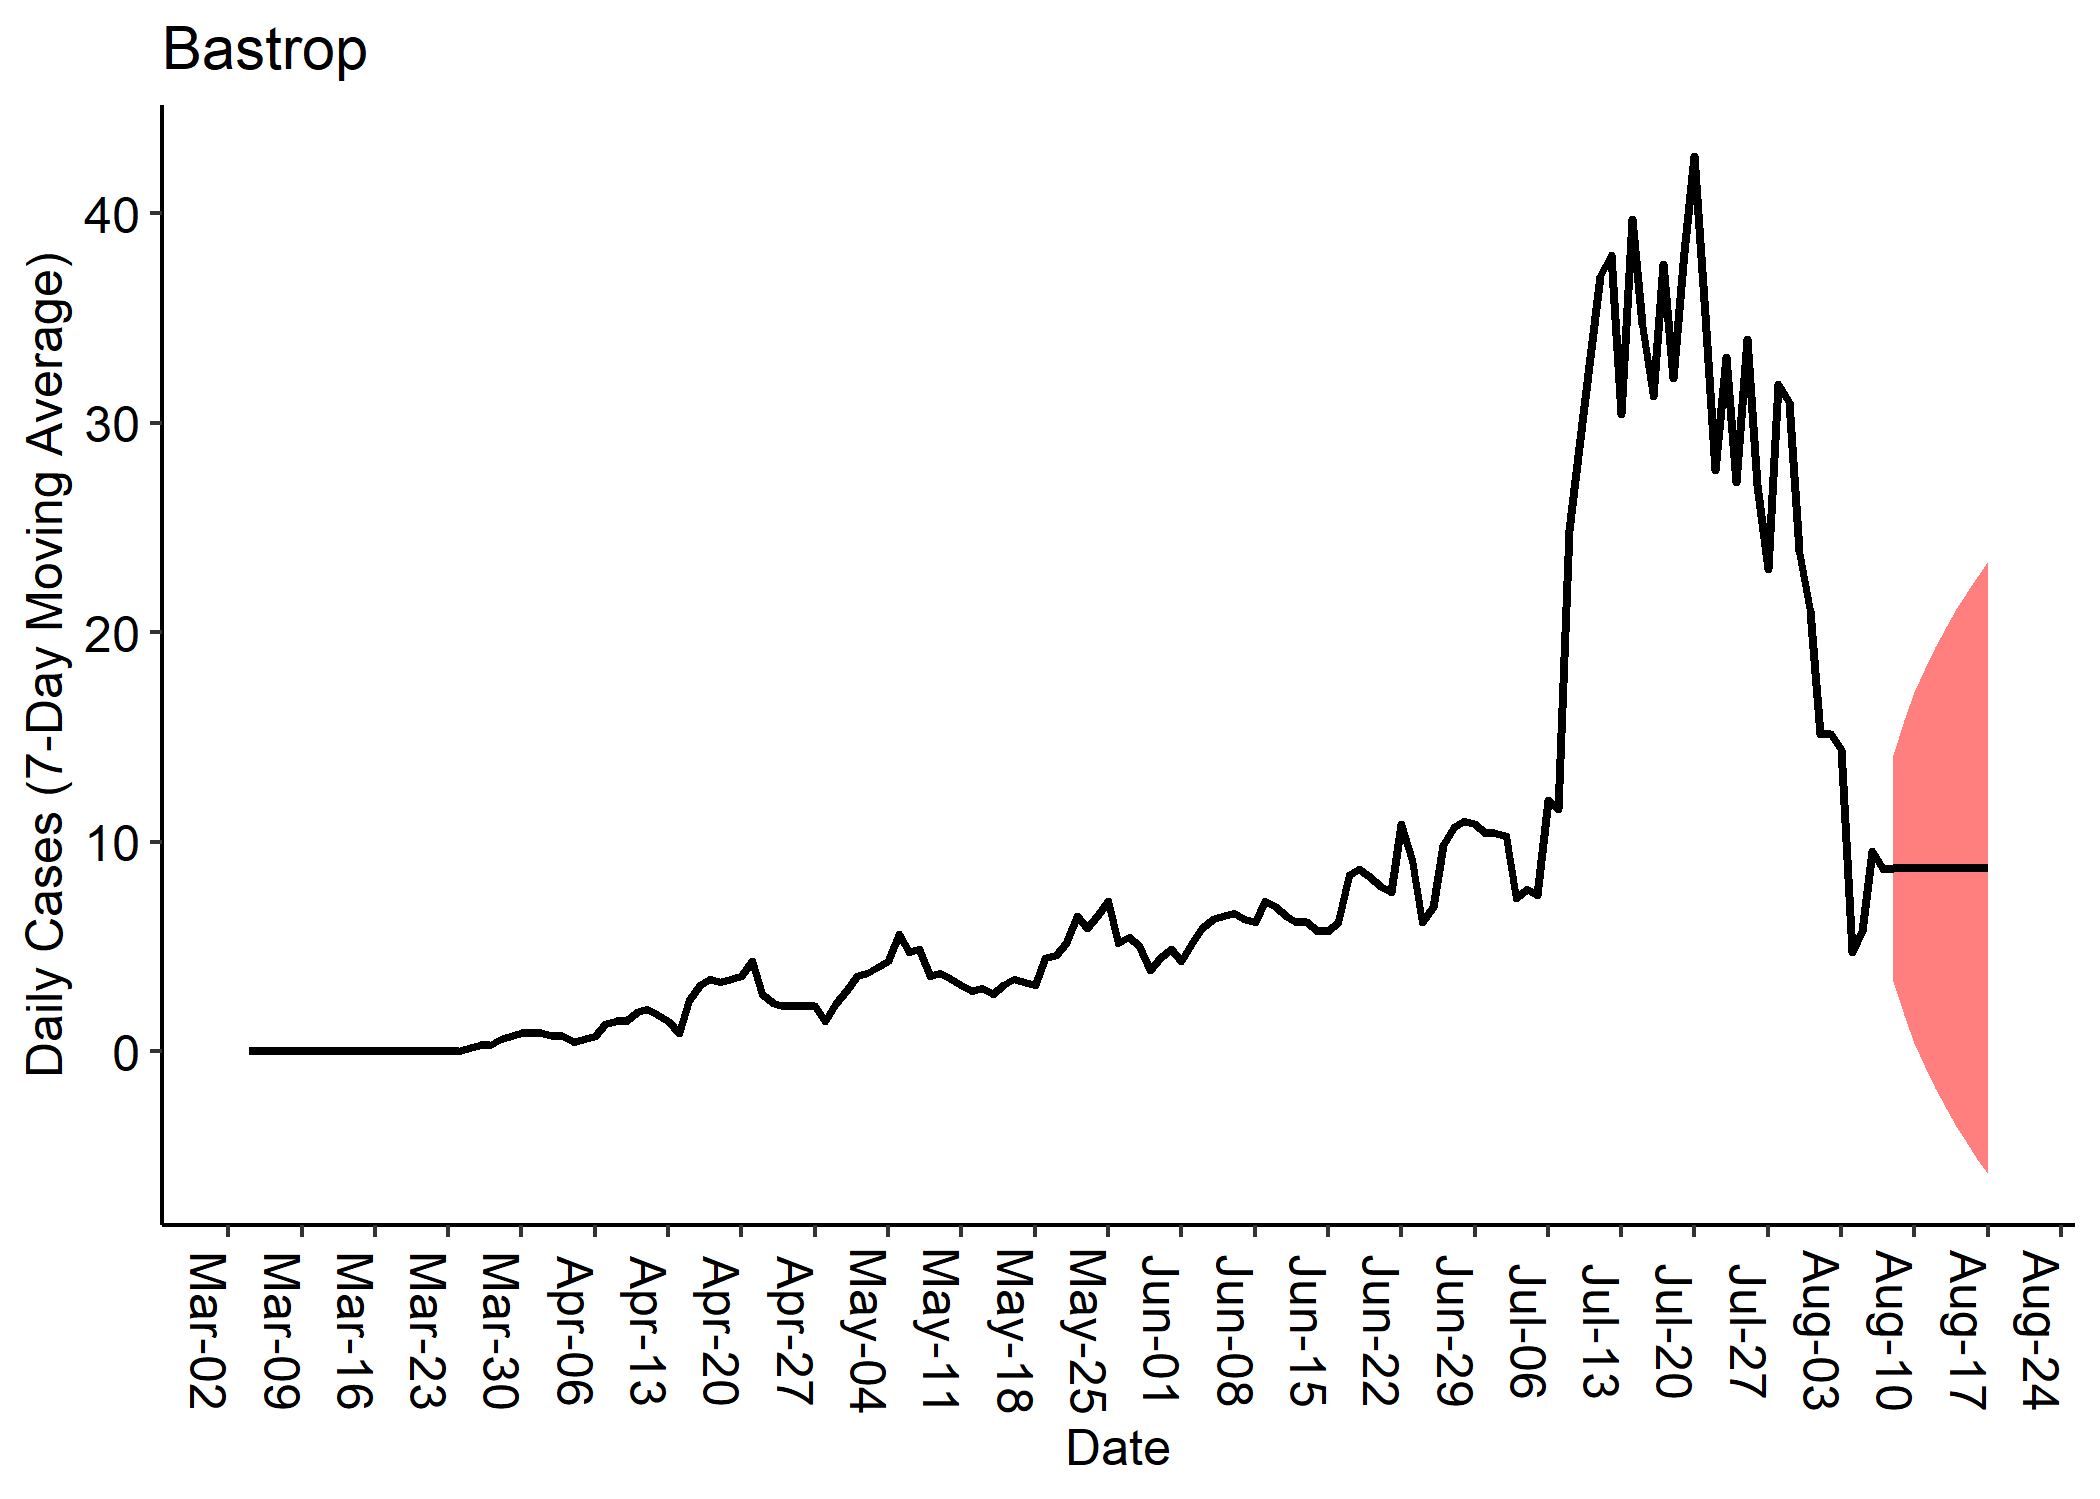 Bastrop
Daily Cases (7-Day Moving Average)
40
30
20
10
0
Mar-02
Mar-09
Mar-16
Mar-23
Mar-30
Apr-06
Apr-13
Apr-20
Apr-27
May-04
May-11
May-18
May-25
Jun-01
Jun-08
Jun-15
Jun-22
Jun-29
Jul-06
Jul-13
Jul-20
Jul-27
Aug-03
Aug-10
Aug-17
Aug-24
Date